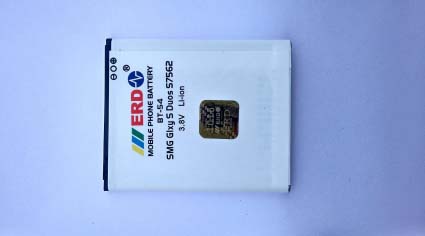 ERD ®
MOBILE PHONE BATTERY
BT-54
SMG Glxy S Duos S7562
3.8V Li-ion